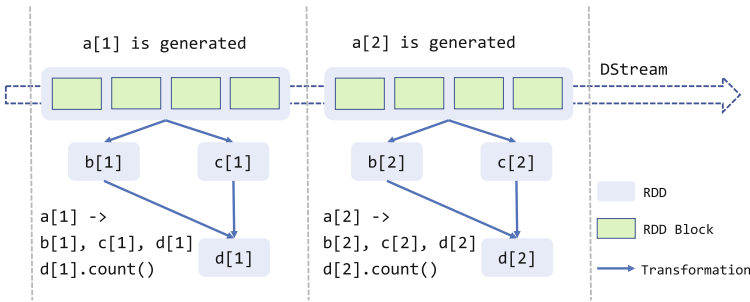 a[1] is generated
a[2] is generated
DStream
b[1]
c[1]
b[2]
c[2]
a[1] ->
b[1], c[1], d[1]
d[1].count()
d[1]
a[2] ->
b[2], c[2], d[2]
d[2].count()
d[2]
RDD
RDD Block
Transformation